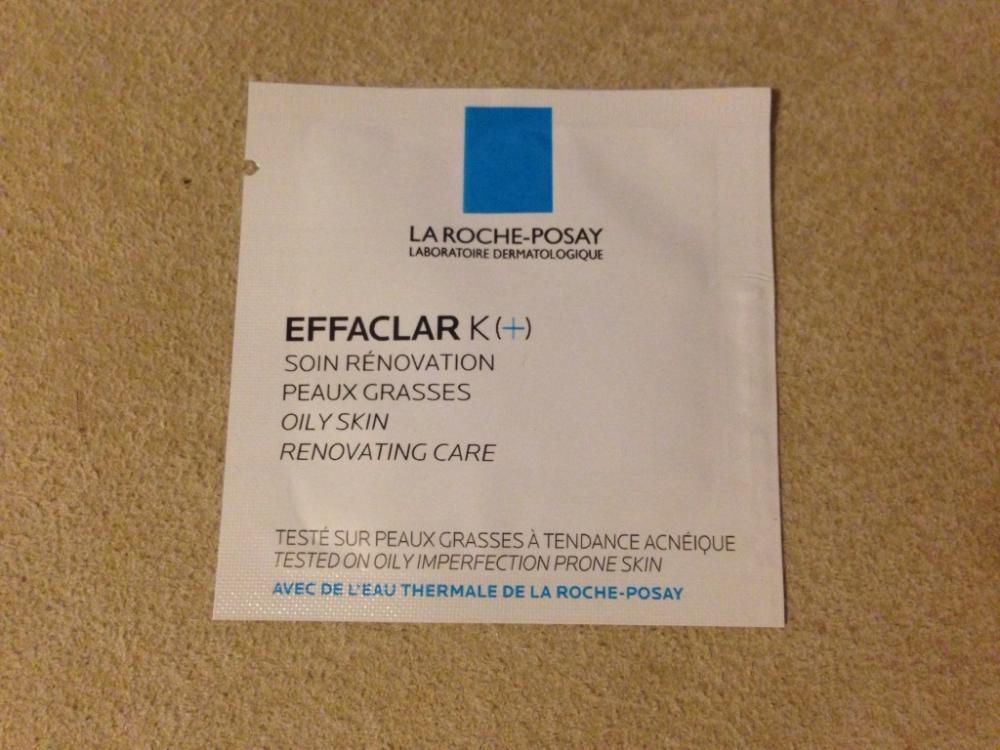 LA ROCHE-POSAY
LABORATOIRE DERMATOLOGIQUE
EFFACLAR K (+)
SOIN RÉNOVATION
PEAUX GRASSES
OILY SKIN
RENOVATING CARE
TESTÉ SUR PEAUX GRASSES À TENDANCE ACNÉIQUE
TESTED ON OILY IMPERFECTION PRONE SKIN
AVEC DE L'EAU THERMALE DE LA ROCHE-POSAY